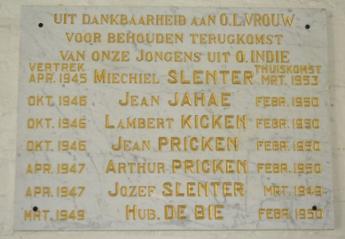 UIT DANKBAARHEID AAN O.L.VROUW
VOOR BEHOUDEN TERUGKOMST
VAN ONZE JONGENS UIT O.INDIE
VERTREK THUISKOMST
APR. 1945 MIECHIEL SLENTER MRT. 1953
OKT. 1946 JEAN JAHAE FEBR. 1950
OKT. 1946 LAMBERT KICKEN FEBR. 1950
OKT. 1946 JEAN PRICKEN FEBR. 1950
APR. 1947 ARTHUR PRICKEN FEBR. 1950
APR. 1947 JOZEF SLENTER MRT. 1949
MRT. 1949 HUB. DE BIE FEBR. 1950